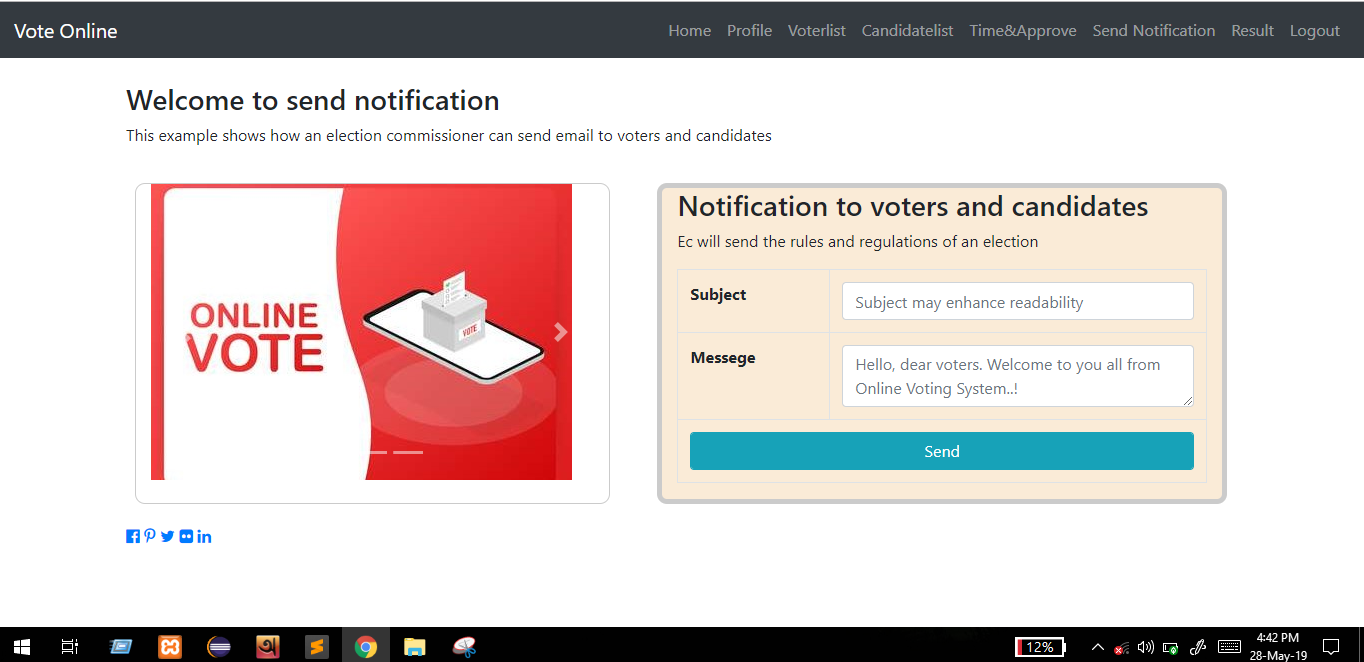 Vote Online
Home Profile Voterlist Candidatelist Time&Approve Send Notification Result Logout
Welcome to send notification
This example shows how an election commissioner can send email to voters and candidates
ONLINE
VOTE
VOTE
Notification to voters and candidates
Ec will send the rules and regulations of an election
Subject
Subject may enhance readability
Messege
Hello, dear voters. Welcome to you all from
Online Voting System..!
Send
12%
4:42 PM
28-May-19